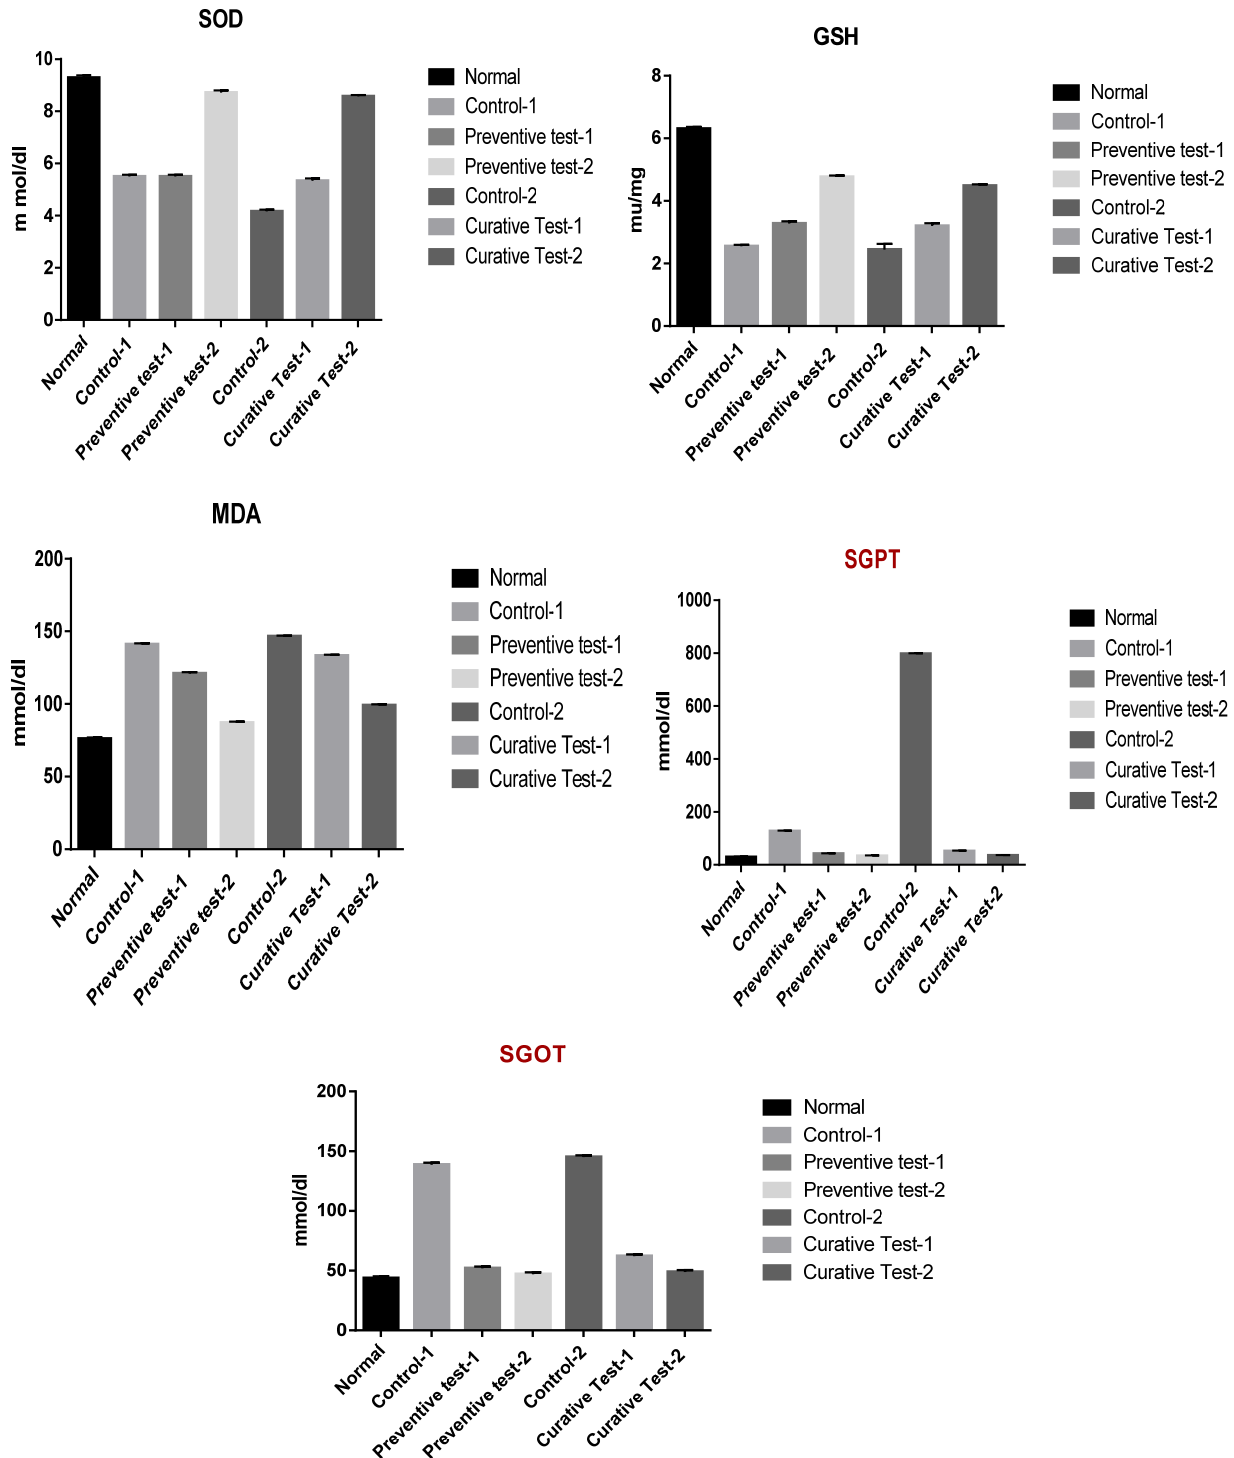 SOD
m mol/dl
10
8
6
4
2
0
Normal
Control-1
Preventive test-1
Preventive test-2
Control-2
Curative Test-1
Curative Test-2
Normal
Control-1
Preventive test-1
Preventive test-2
Control-2
Curative Test-1
Curative Test-2
GSH
mu/mg
8
6
4
2
0
Normal
Control-1
Preventive test-1
Preventive test-2
Control-2
Curative Test-1
Curative Test-2
Normal
Control-1
Preventive test-1
Preventive test-2
Control-2
Curative Test-1
Curative Test-2
MDA
mmol/dl
200
150
100
50
0
Normal
Control-1
Preventive test-1
Preventive test-2
Control-2
Curative Test-1
Curative Test-2
Normal
Control-1
Preventive test-1
Preventive test-2
Control-2
Curative Test-1
Curative Test-2
SGPT
mmol/dl
1000
800
600
400
200
0
Normal
Control-1
Preventive test-1
Preventive test-2
Control-2
Curative Test-1
Curative Test-2
Normal
Control-1
Preventive test-1
Preventive test-2
Control-2
Curative Test-1
Curative Test-2
SGOT
mmol/dl
200
150
100
50
0
Normal
Control-1
Preventive test-1
Preventive test-2
Control-2
Curative Test-1
Curative Test-2
Normal
Control-1
Preventive test-1
Preventive test-2
Control-2
Curative Test-1
Curative Test-2